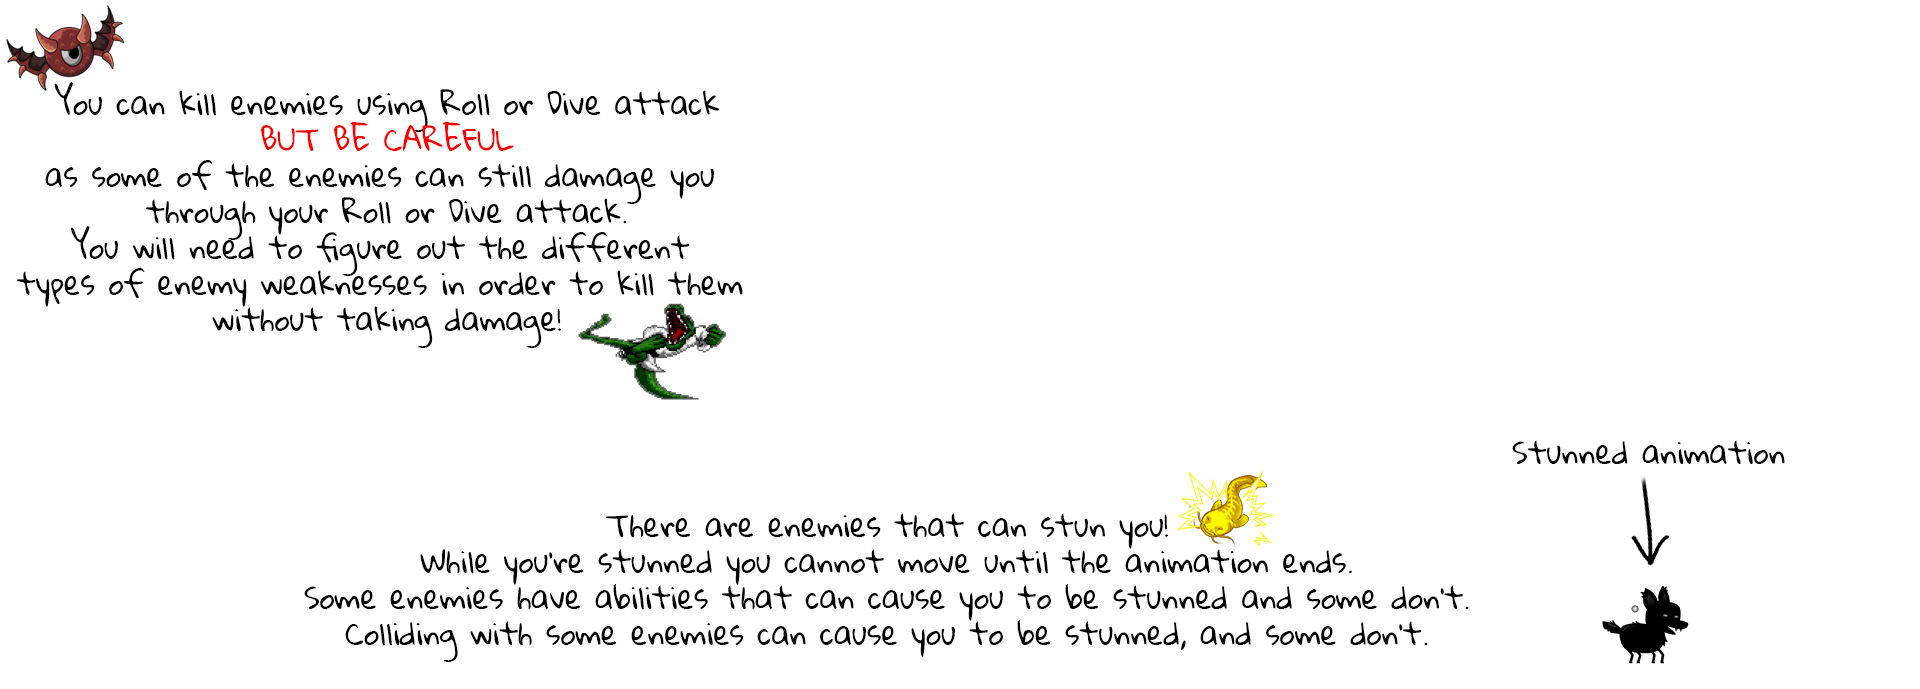 You can kill enemies using Roll or Dive attack
BUT BE CAREFUL
as some of the enemies can still damage you
through your Roll or Dive attack.
You will need to figure out the different
types of enemy weaknesses in order to kill them
without taking damage!
Stunned animation
There are enemies that can stun you!
While you're stunned you cannot move until the animation ends.
Some enemies have abilities that can cause you to be stunned and some don't.
Colliding with some enemies can cause you to be stunned, and some don't.